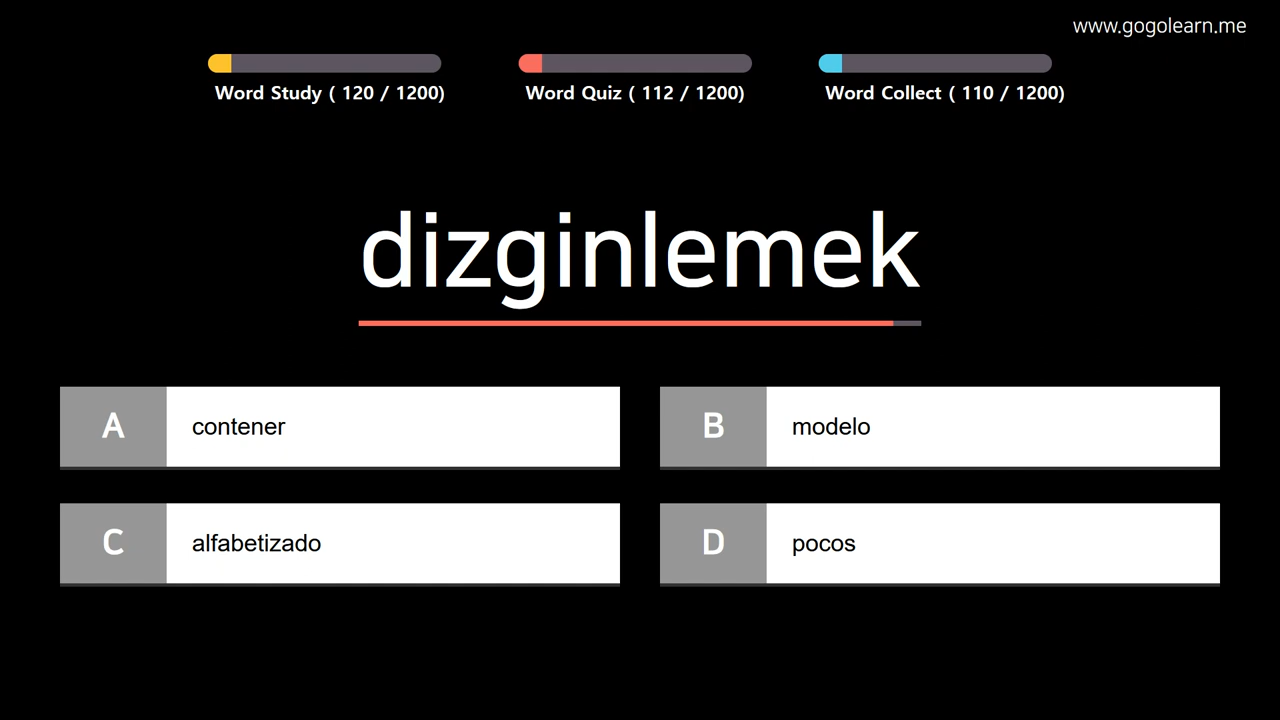 www.gogolearn.me
Word Study ( 120 / 1200)
Word Quiz ( 112 / 1200)
Word Collect ( 110 / 1200)
dizginlemek
A contener
B modelo
C alfabetizado
D pocos